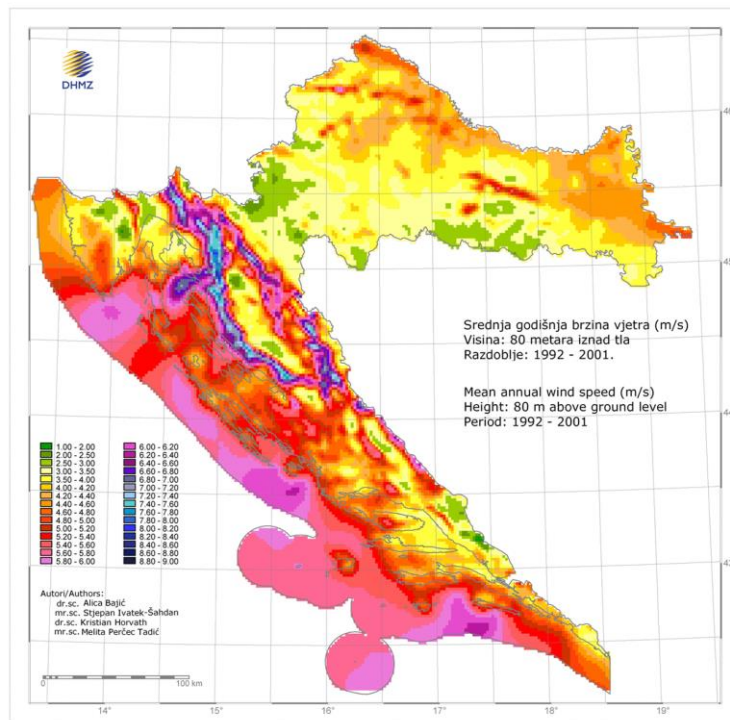 DHMZ
46
45
44
43
Srednja godišnja brzina vjetra (m/s)
Visina: 80 metara iznad tla
Razdoblje: 1992 - 2001.
Mean annual wind speed (m/s)
Height: 80 m above ground level
Period: 1992 - 2001
1.00 - 2.00
2.00 - 2.50
2.50 - 3.00
3.00 - 3.50
3.50 - 4.00
4.00 - 4.20
4.20 - 4.40
4.40 - 4.60
4.60 - 4.80
4.80 - 5.00
5.00 - 5.20
5.20 - 5.40
5.40 - 5.60
5.60 - 5.80
5.80 - 6.00
6.00 - 6.20
6.20 - 6.40
6.40 - 6.60
6.60 - 6.80
6.80 - 7.00
7.00 - 7.20
7.20 - 7.40
7.40 - 7.60
7.60 - 7.80
7.80 - 8.00
8.00 - 8.20
8.20 - 8.40
8.40 - 8.60
8.60 - 8.80
8.80 - 9.00
Autori/Authors:
dr.sc. Alica Bajić
mr.sc. Stjepan Ivatek-Šahdan
dr.sc. Kristian Horvath
mr.sc. Melita Perčec Tadić
0 100 km
14° 15° 16° 17° 18° 19°